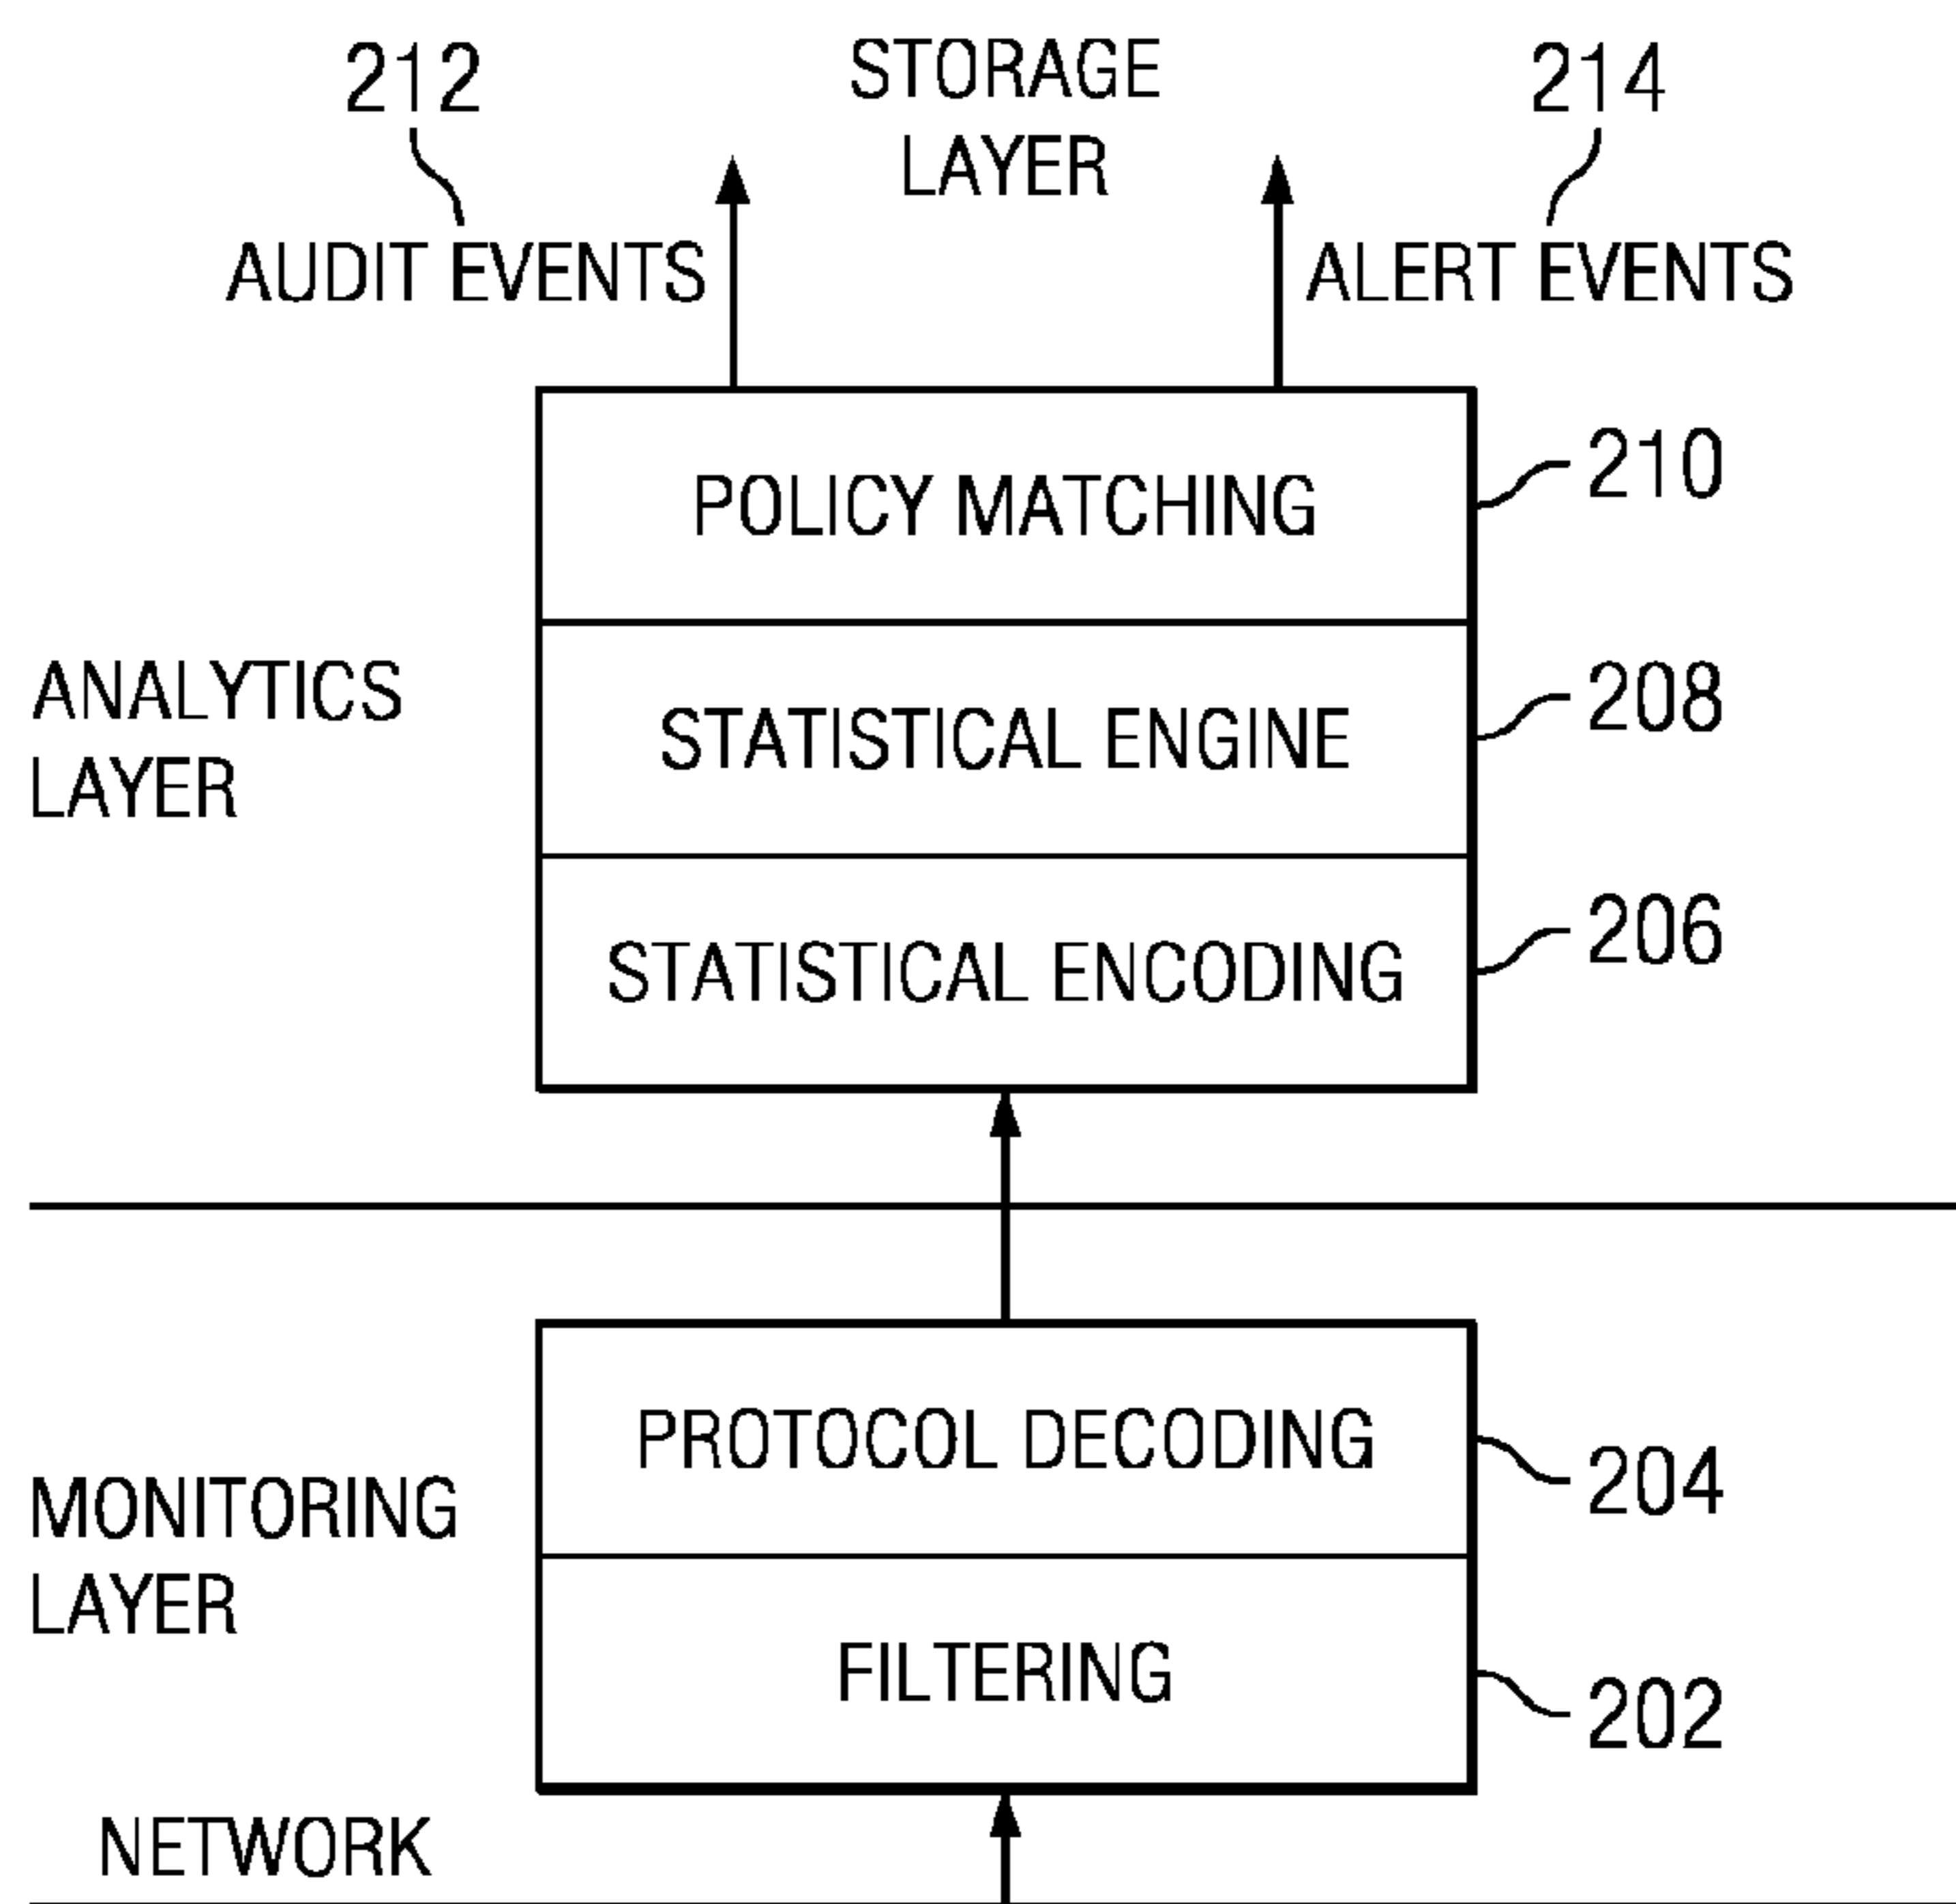 212
STORAGE
LAYER
214
AUDIT EVENTS
ALERT EVENTS
POLICY MATCHING
210
ANALYTICS
LAYER
STATISTICAL ENGINE
208
STATISTICAL ENCODING
206
PROTOCOL DECODING
204
MONITORING
LAYER
FILTERING
202
NETWORK